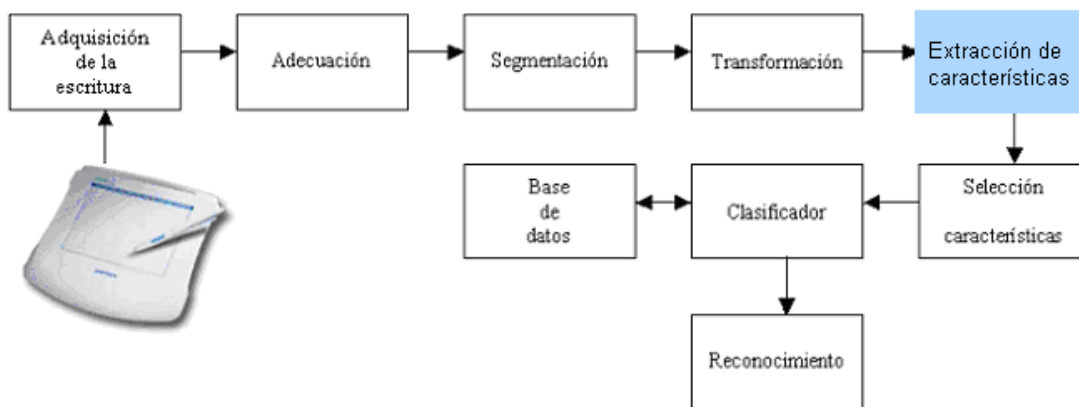 Adquisición
de la
escritura
Adecuación
Segmentación
Transformación
Extracción de
características
Base
de
datos
Clasificador
Selección
características
Reconocimiento